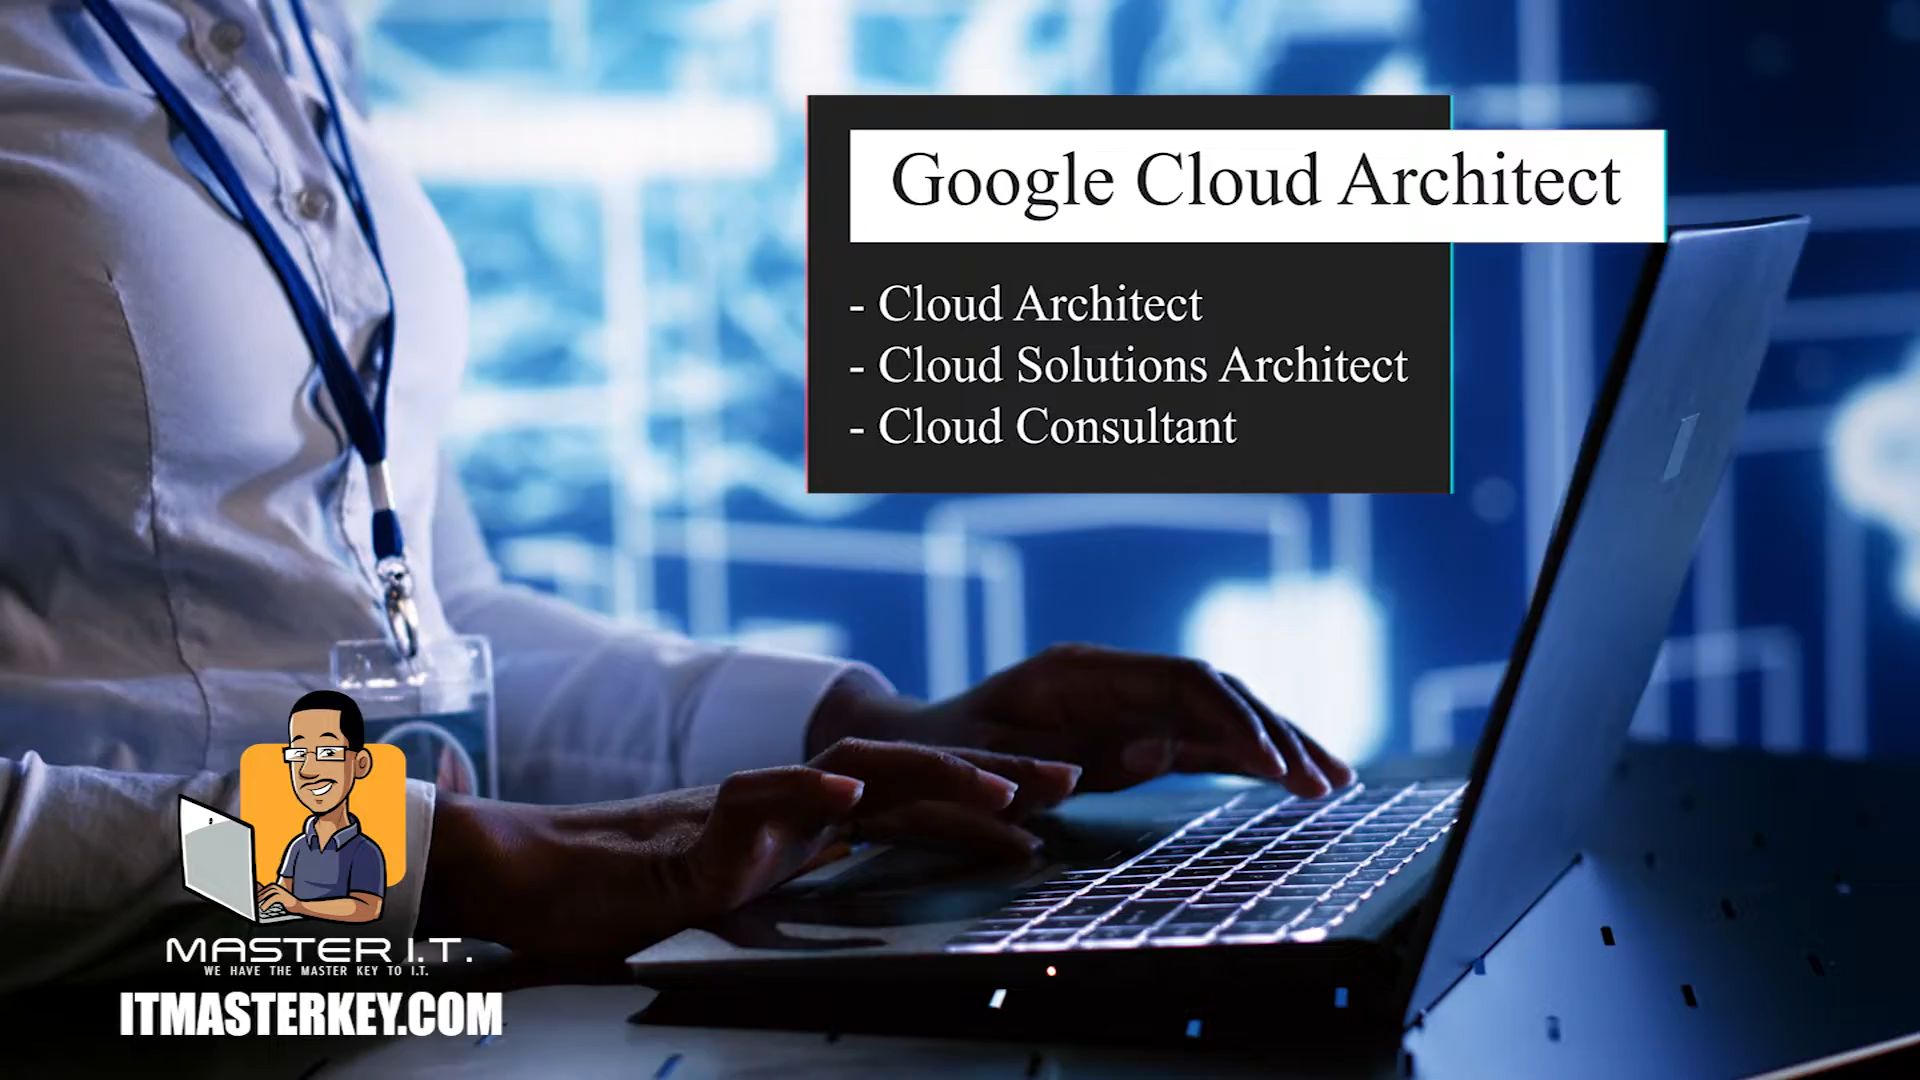 Google Cloud Architect
- Cloud Architect
- Cloud Solutions Architect
- Cloud Consultant
MASTER I.T.
WE HAVE THE MASTER KEY TO I.T.
ITMASTERKEY.COM